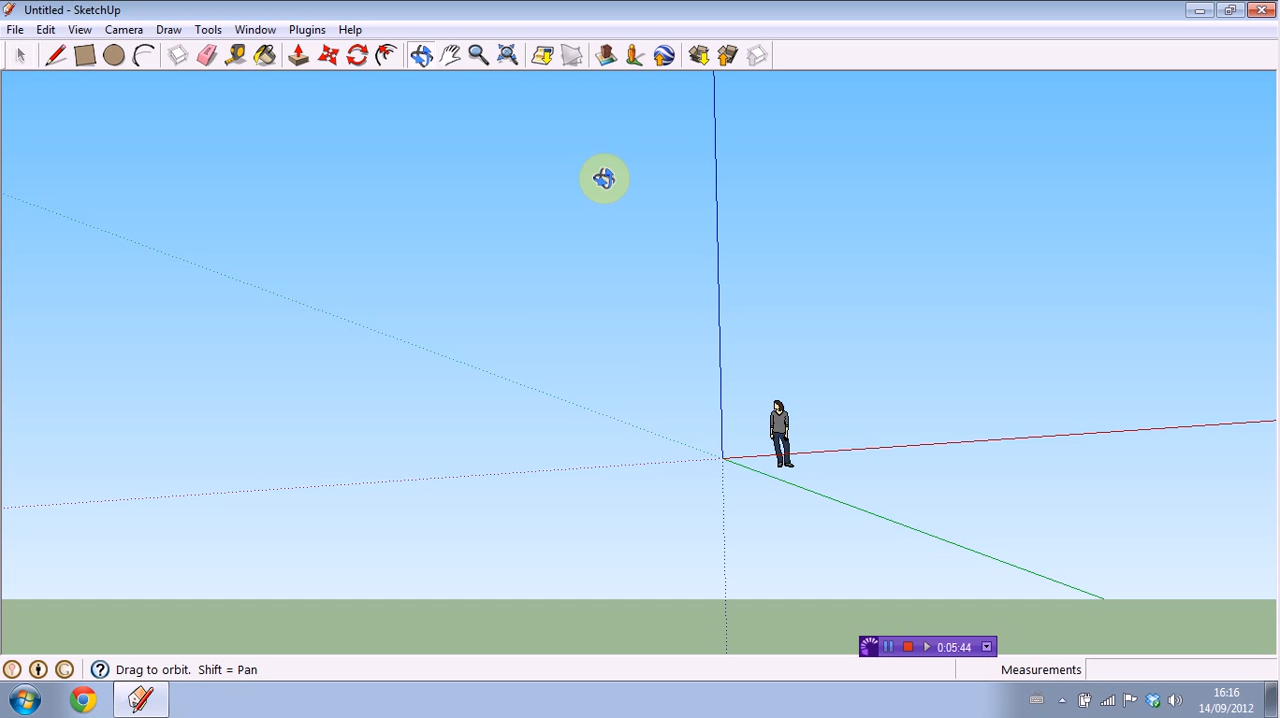 Untitled - SketchUp
File Edit View Camera Draw Tools Window Plugins Help
0:05:44
Drag to orbit. Shift = Pan
Measurements
16:16
14/09/2012